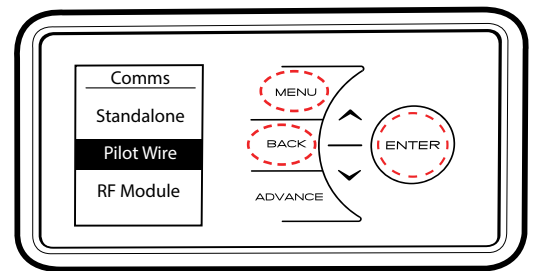 Comms
Standalone
Pilot Wire
RF Module
MENU
BACK
ADVANCE
ENTER